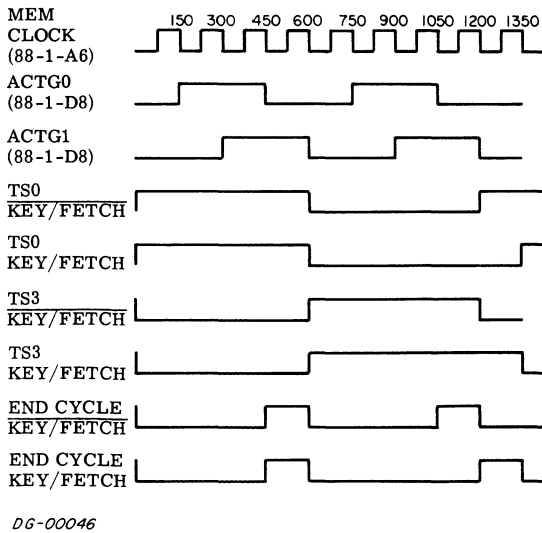 MEM
CLOCK
(88-1-A6)
150 300 450 600 750 900 1050 1200 1350
ACTG0
(88-1-D8)
ACTG1
(88-1-D8)
TS0
KEY/FETCH
TS0
KEY/FETCH
TS3
KEY/FETCH
TS3
KEY/FETCH
END CYCLE
KEY/FETCH
END CYCLE
KEY/FETCH
DG-00046